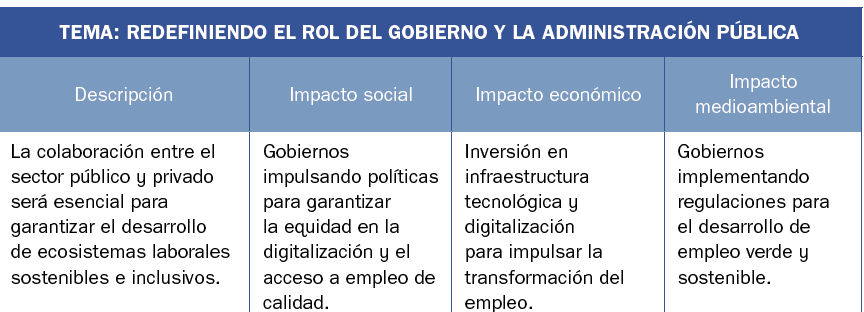 TEMA: REDEFINIENDO EL ROL DEL GOBIERNO Y LA ADMINISTRACIÓN PÚBLICA
Descripción
Impacto social
Impacto económico
Impacto
medioambiental
La colaboración entre el
sector público y privado
será esencial para
garantizar el desarrollo
de ecosistemas laborales
sostenibles e inclusivos.
Gobiernos
impulsando políticas
para garantizar
la equidad en la
digitalización y el
acceso a empleo de
calidad.
Inversión en
infraestructura
tecnológica y
digitalización
para impulsar la
transformación del
empleo.
Gobiernos
implementando
regulaciones para
el desarrollo de
empleo verde y
sostenible.